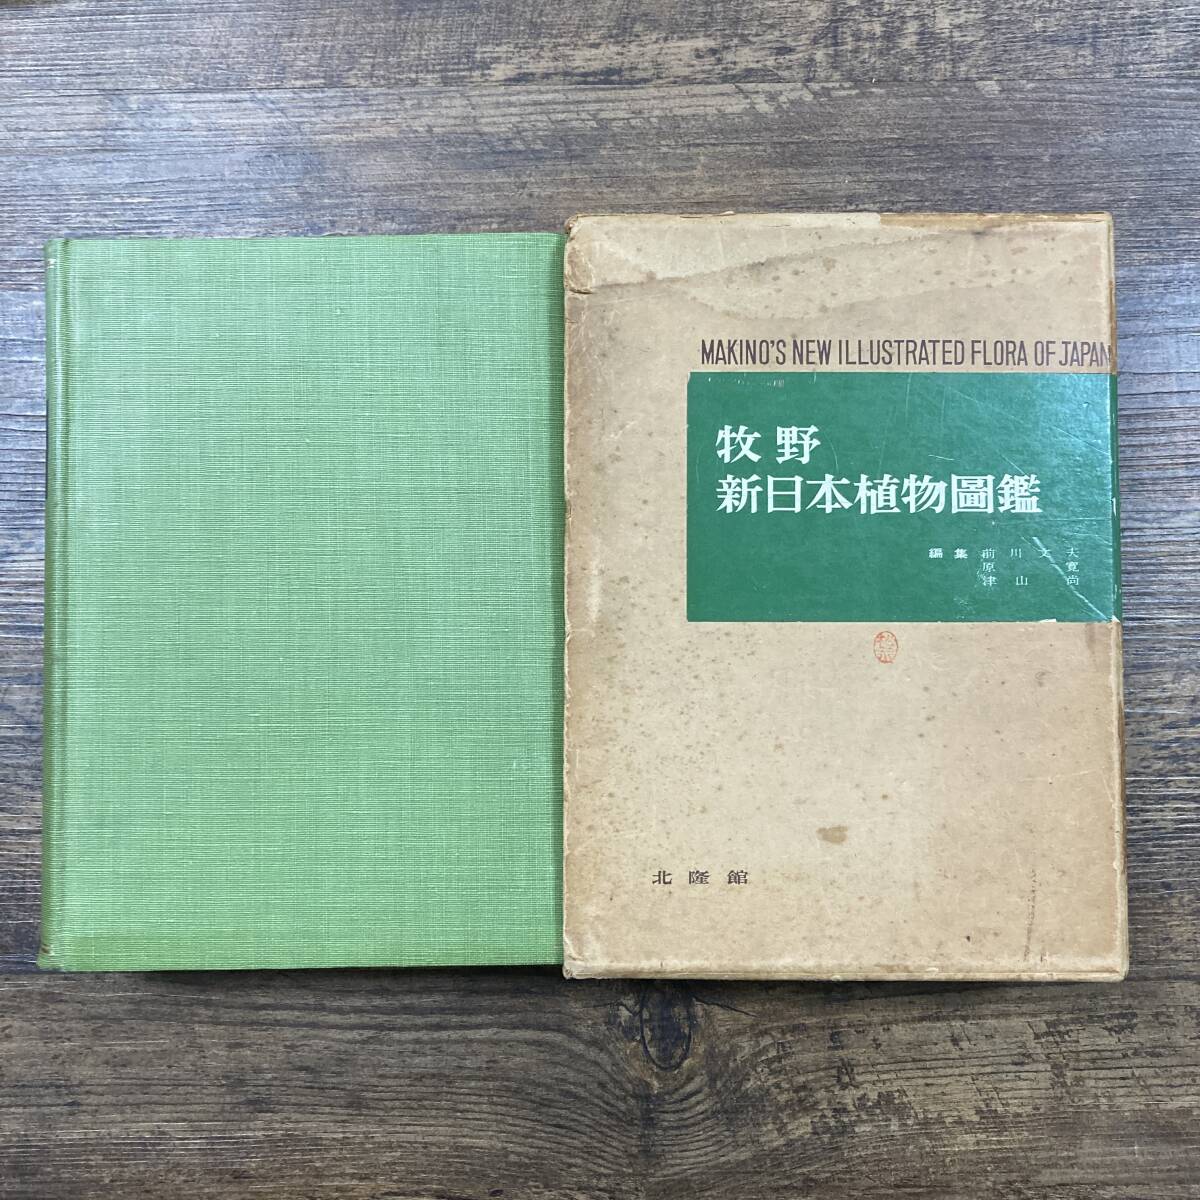 MAKINO'S NEW ILLUSTRATED FLORA OF JAPAN
牧野
新日本植物圖鑑
編集 前川文夫
原寛
津山尚
北隆館